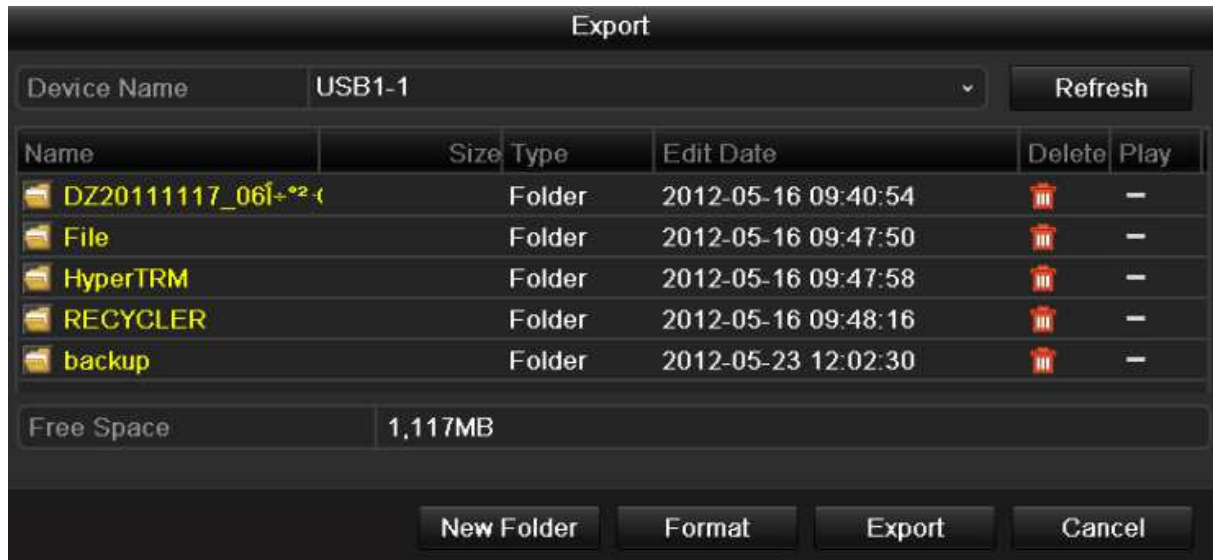 Export
Device Name USB1-1 Refresh
Name Size Type Edit Date Delete Play
DZ20111117_06Î÷°²·( Folder 2012-05-16 09:40:54 –
File Folder 2012-05-16 09:47:50 –
HyperTRM Folder 2012-05-16 09:47:58 –
RECYCLER Folder 2012-05-16 09:48:16 –
backup Folder 2012-05-23 12:02:30 –
Free Space 1,117MB
New Folder Format Export Cancel